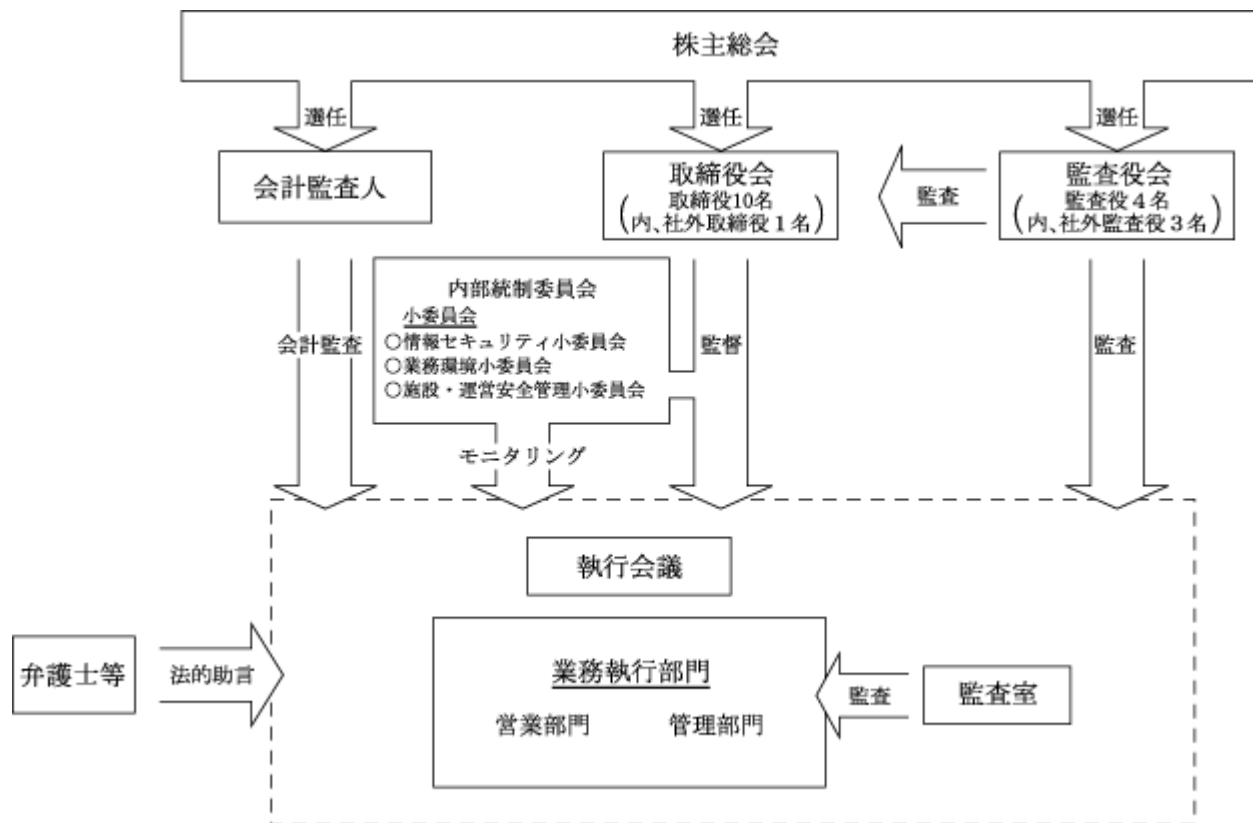 株主総会
選任
選任
選任
会計監査人
取締役会
取締役10名
(内、社外取締役1名)
監査
監査役会
監査役4名
(内、社外監査役3名)
内部統制委員会
小委員会
○情報セキュリティ小委員会
○業務環境小委員会
○施設・運営安全管理小委員会
会計監査
監督
監査
モニタリング
執行会議
弁護士等
法的助言
業務執行部門
営業部門
管理部門
監査
監査室